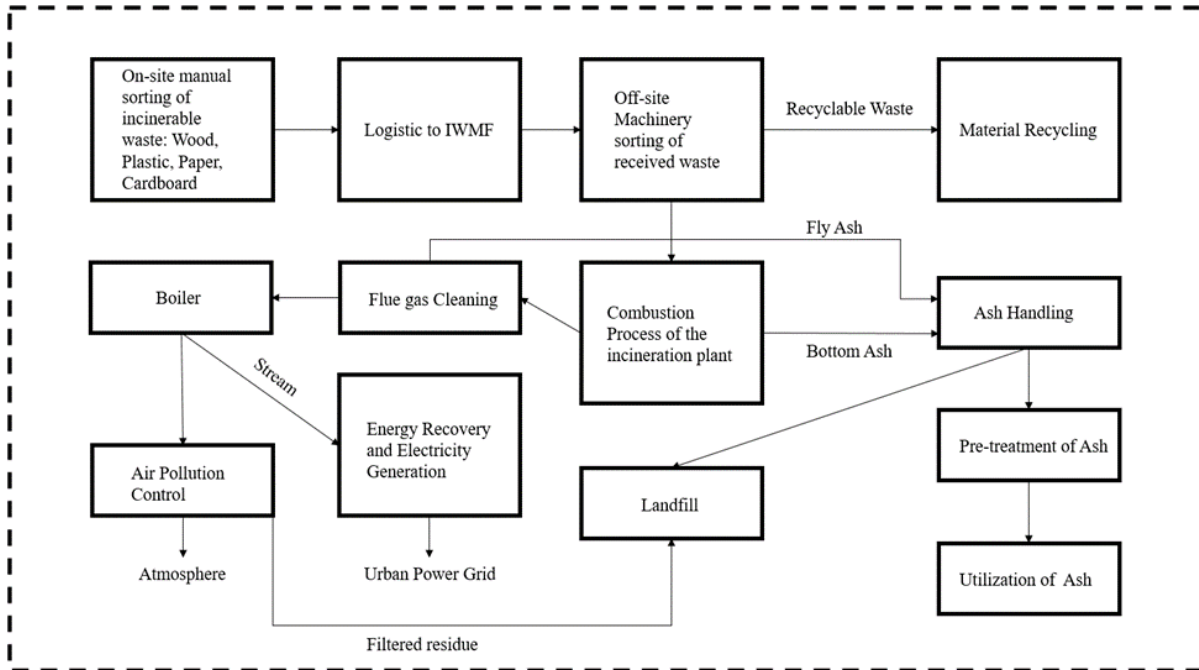 On-site manual
sorting of
incinerable
waste: Wood,
Plastic, Paper,
Cardboard
Logistic to IWMF
Off-site
Machinery
sorting of
received waste
Recyclable Waste
Material Recycling
Fly Ash
Boiler
Flue gas Cleaning
Combustion
Process of the
incineration plant
Bottom Ash
Ash Handling
Stream
Energy Recovery
and Electricity
Generation
Air Pollution
Control
Landfill
Pre-treatment of Ash
Atmosphere
Urban Power Grid
Utilization of Ash
Filtered residue